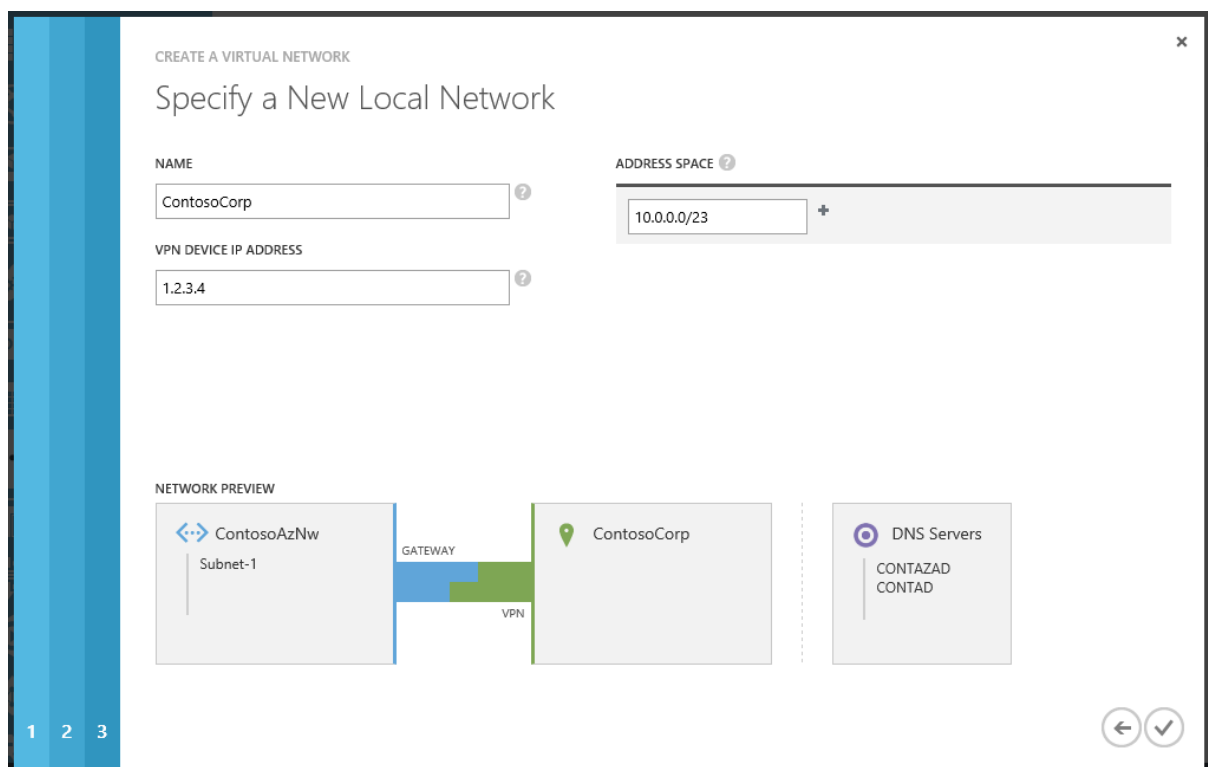 CREATE A VIRTUAL NETWORK
Specify a New Local Network
NAME
ContosoCorp
VPN DEVICE IP ADDRESS
1.2.3.4
ADDRESS SPACE
10.0.0.0/23
NETWORK PREVIEW
ContosoAzNw
Subnet-1
GATEWAY
VPN
ContosoCorp
DNS Servers
CONTAZAD
CONTAD
1 2 3